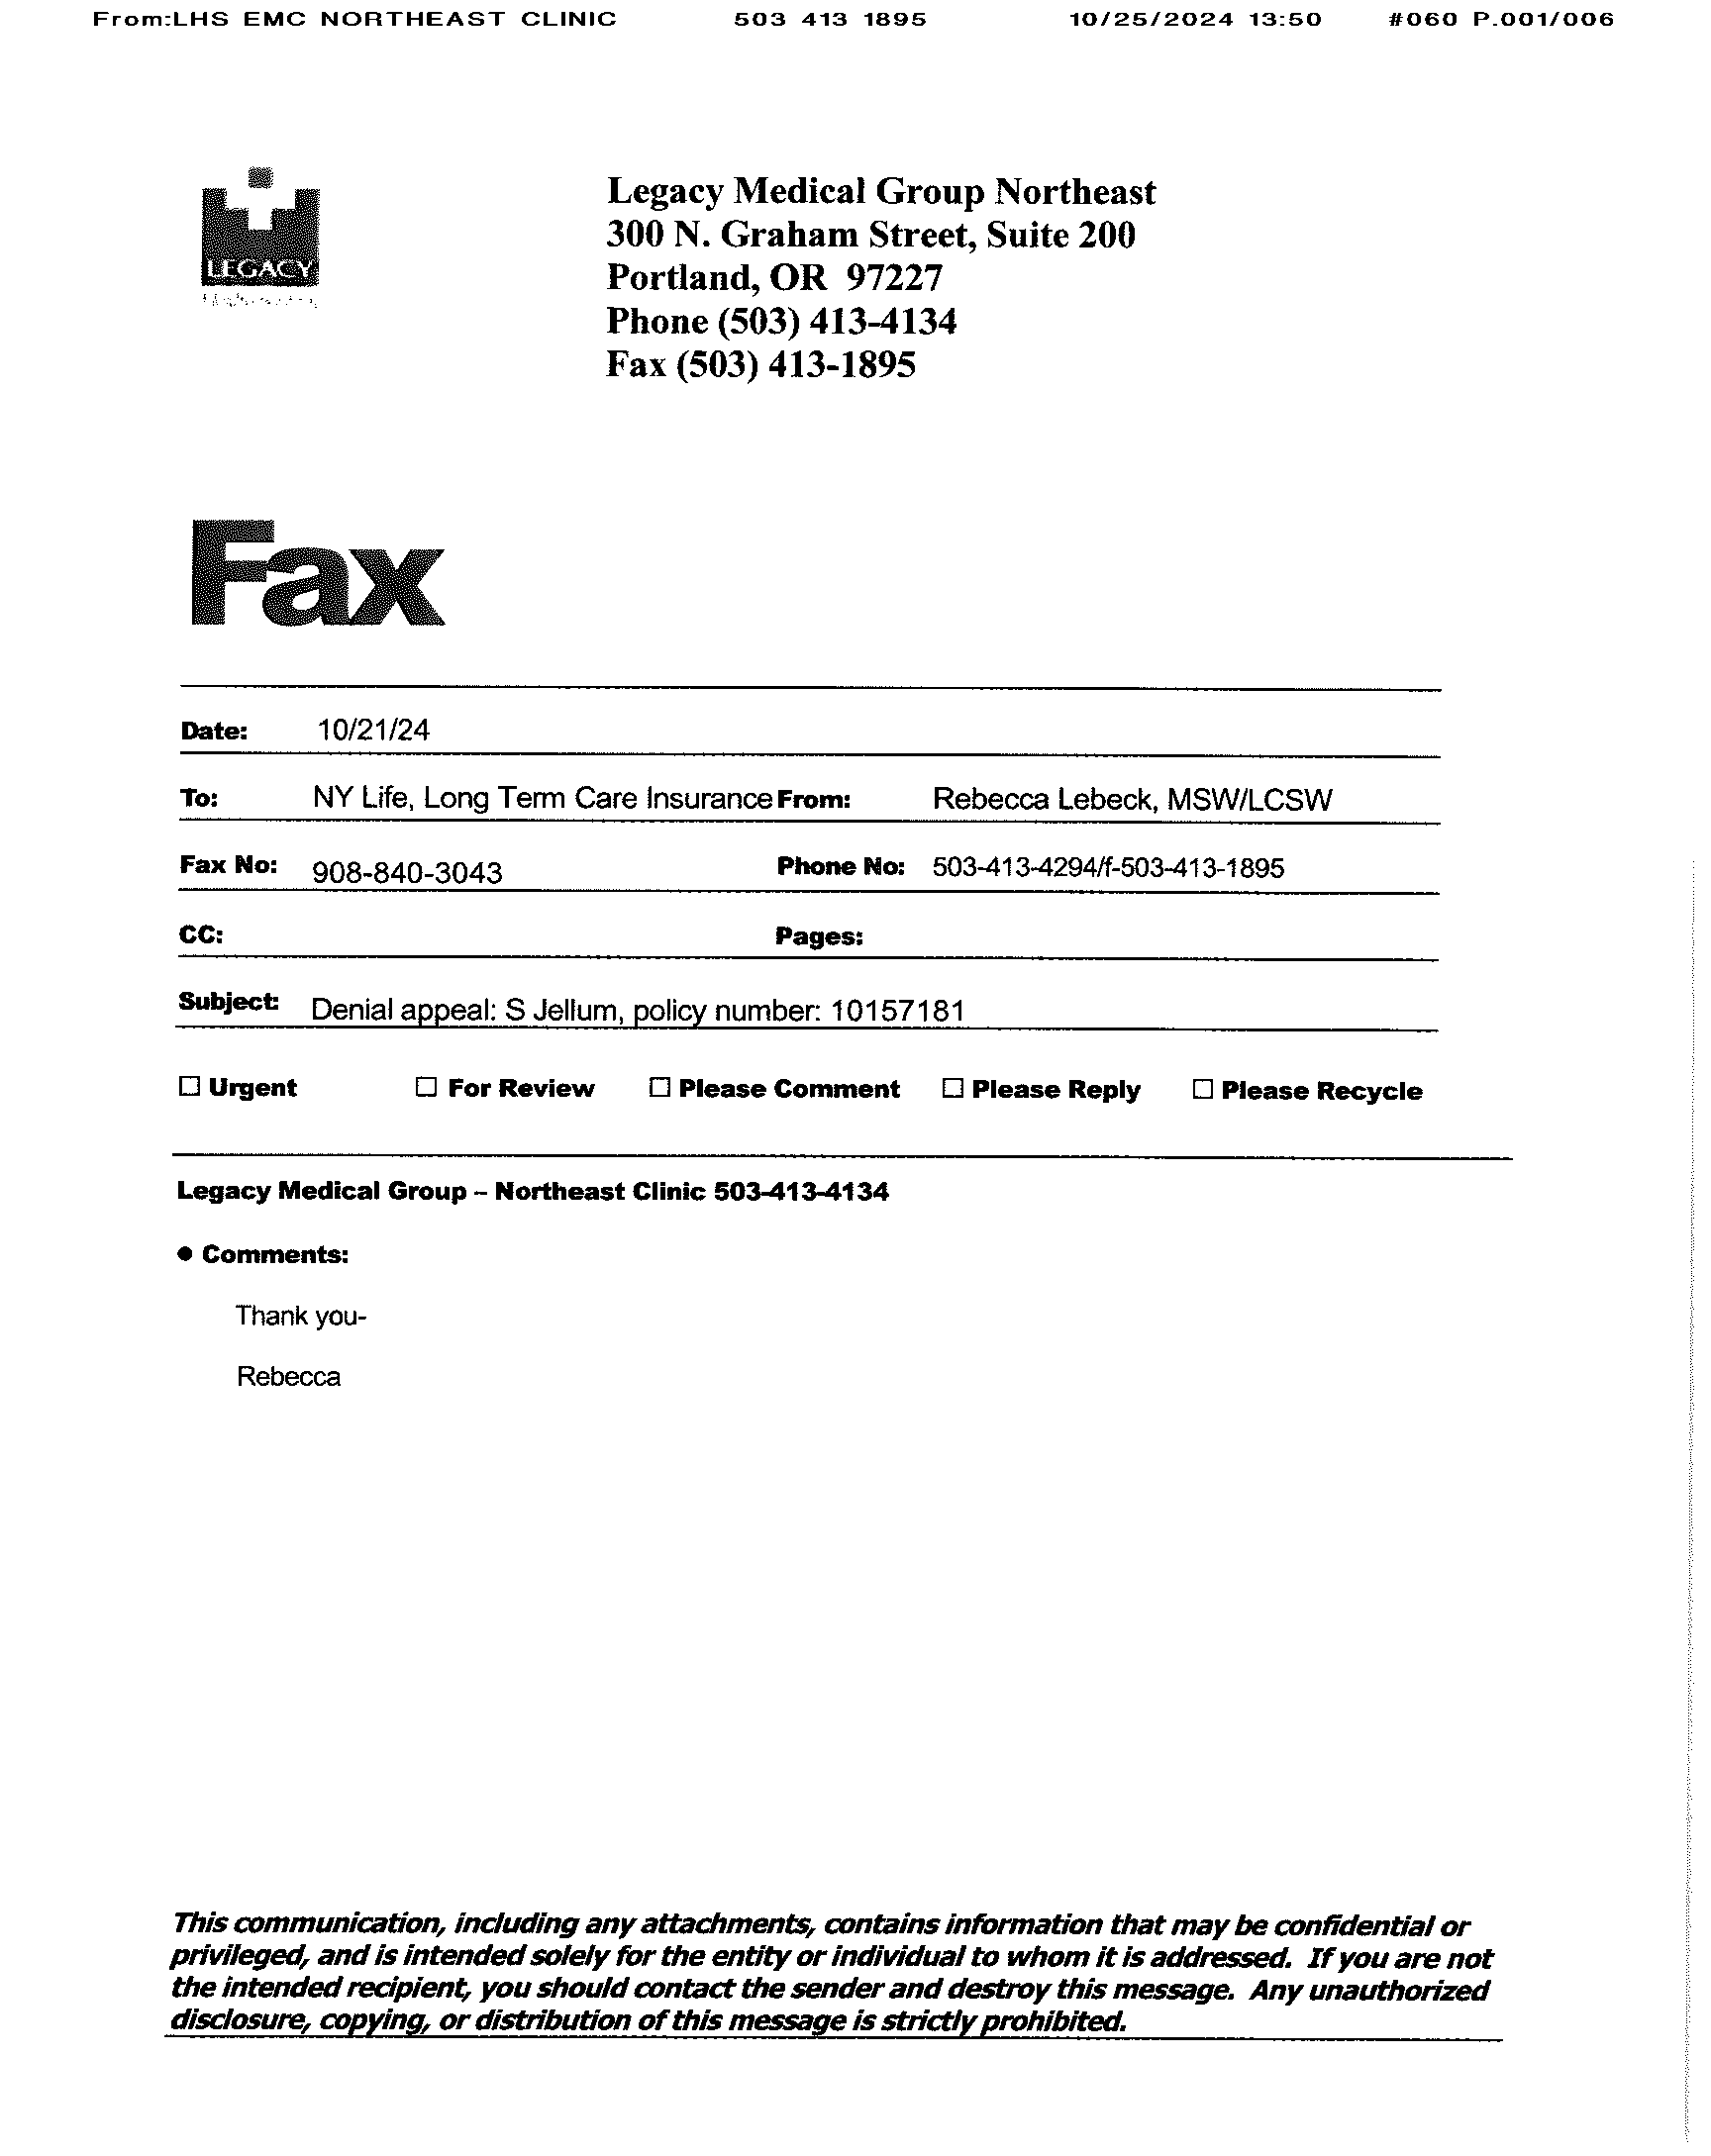 From:LHS EMC NORTHEAST CLINIC 503 413 1895 10/25/2024 13:50 #060 P.001/006
LEGACY
Legacy Medical Group Northeast
300 N. Graham Street, Suite 200
Portland, OR 97227
Phone (503) 413-4134
Fax (503) 413-1895
Fax
Date: 10/21/24
To: NY Life, Long Term Care Insurance From: Rebecca Lebeck, MSW/LCSW
Fax No: 908-840-3043 Phone No: 503-413-4294/f-503-413-1895
CC: Pages:
Subject: Denial appeal: S Jellum, policy number: 10157181
☐ Urgent ☐ For Review ☐ Please Comment ☐ Please Reply ☐ Please Recycle
Legacy Medical Group – Northeast Clinic 503-413-4134
● Comments:
Thank you-
Rebecca
This communication, including any attachments, contains information that may be confidential or
privileged, and is intended solely for the entity or individual to whom it is addressed. If you are not
the intended recipient, you should contact the sender and destroy this message. Any unauthorized
disclosure, copying, or distribution of this message is strictly prohibited.